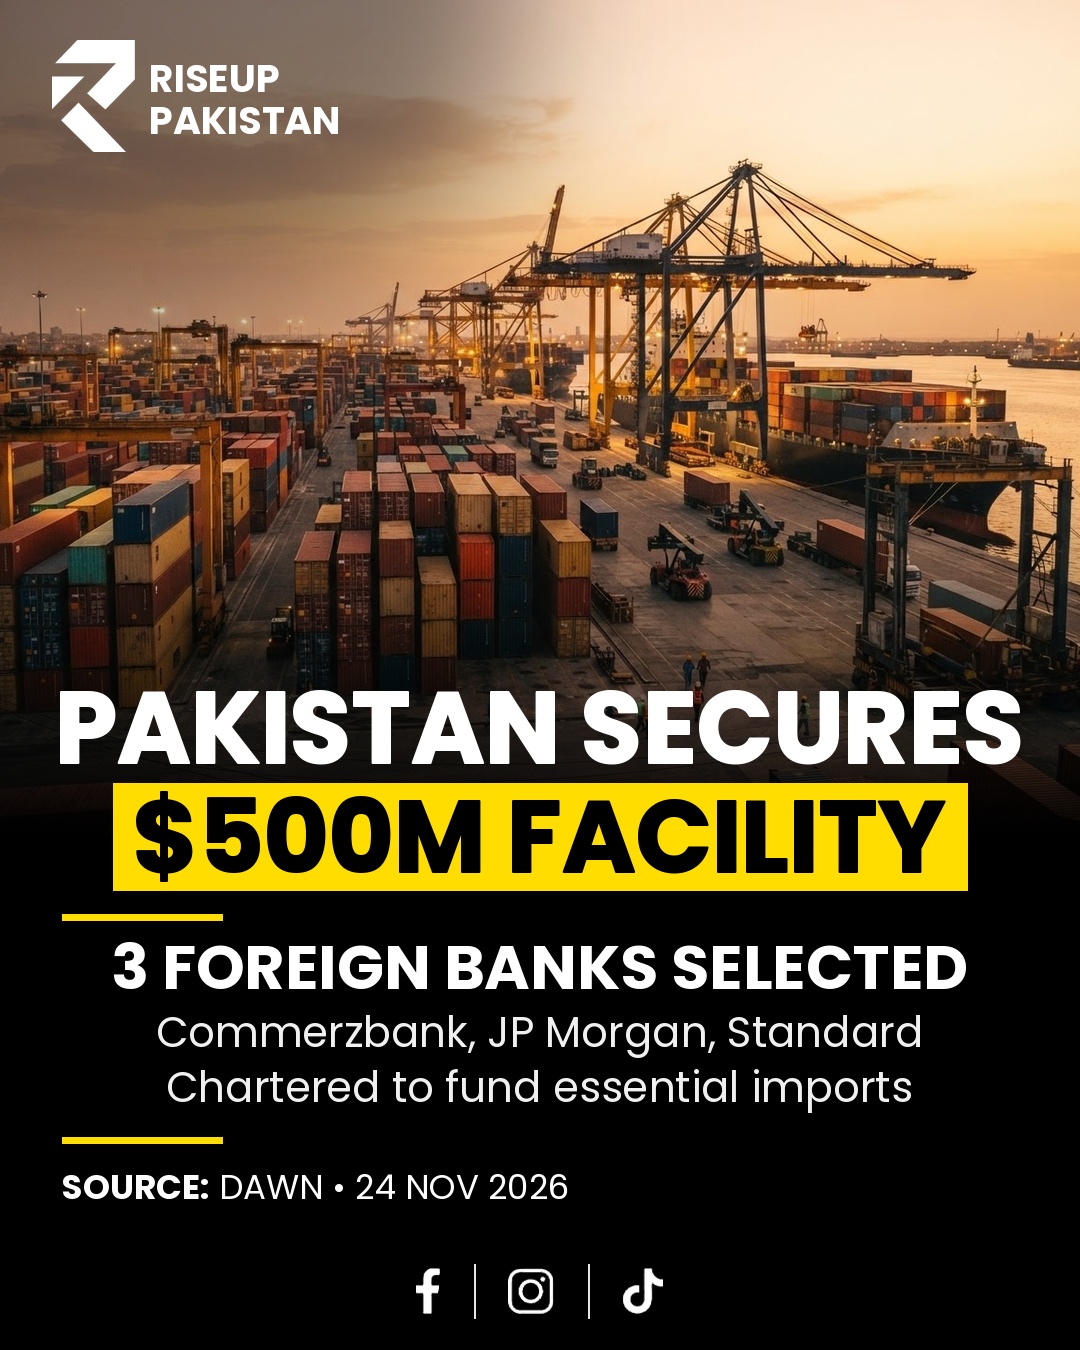 RISEUP
PAKISTAN
PAKISTAN SECURES
$500M FACILITY
3 FOREIGN BANKS SELECTED
Commerzbank, JP Morgan, Standard
Chartered to fund essential imports
SOURCE: DAWN • 24 NOV 2026